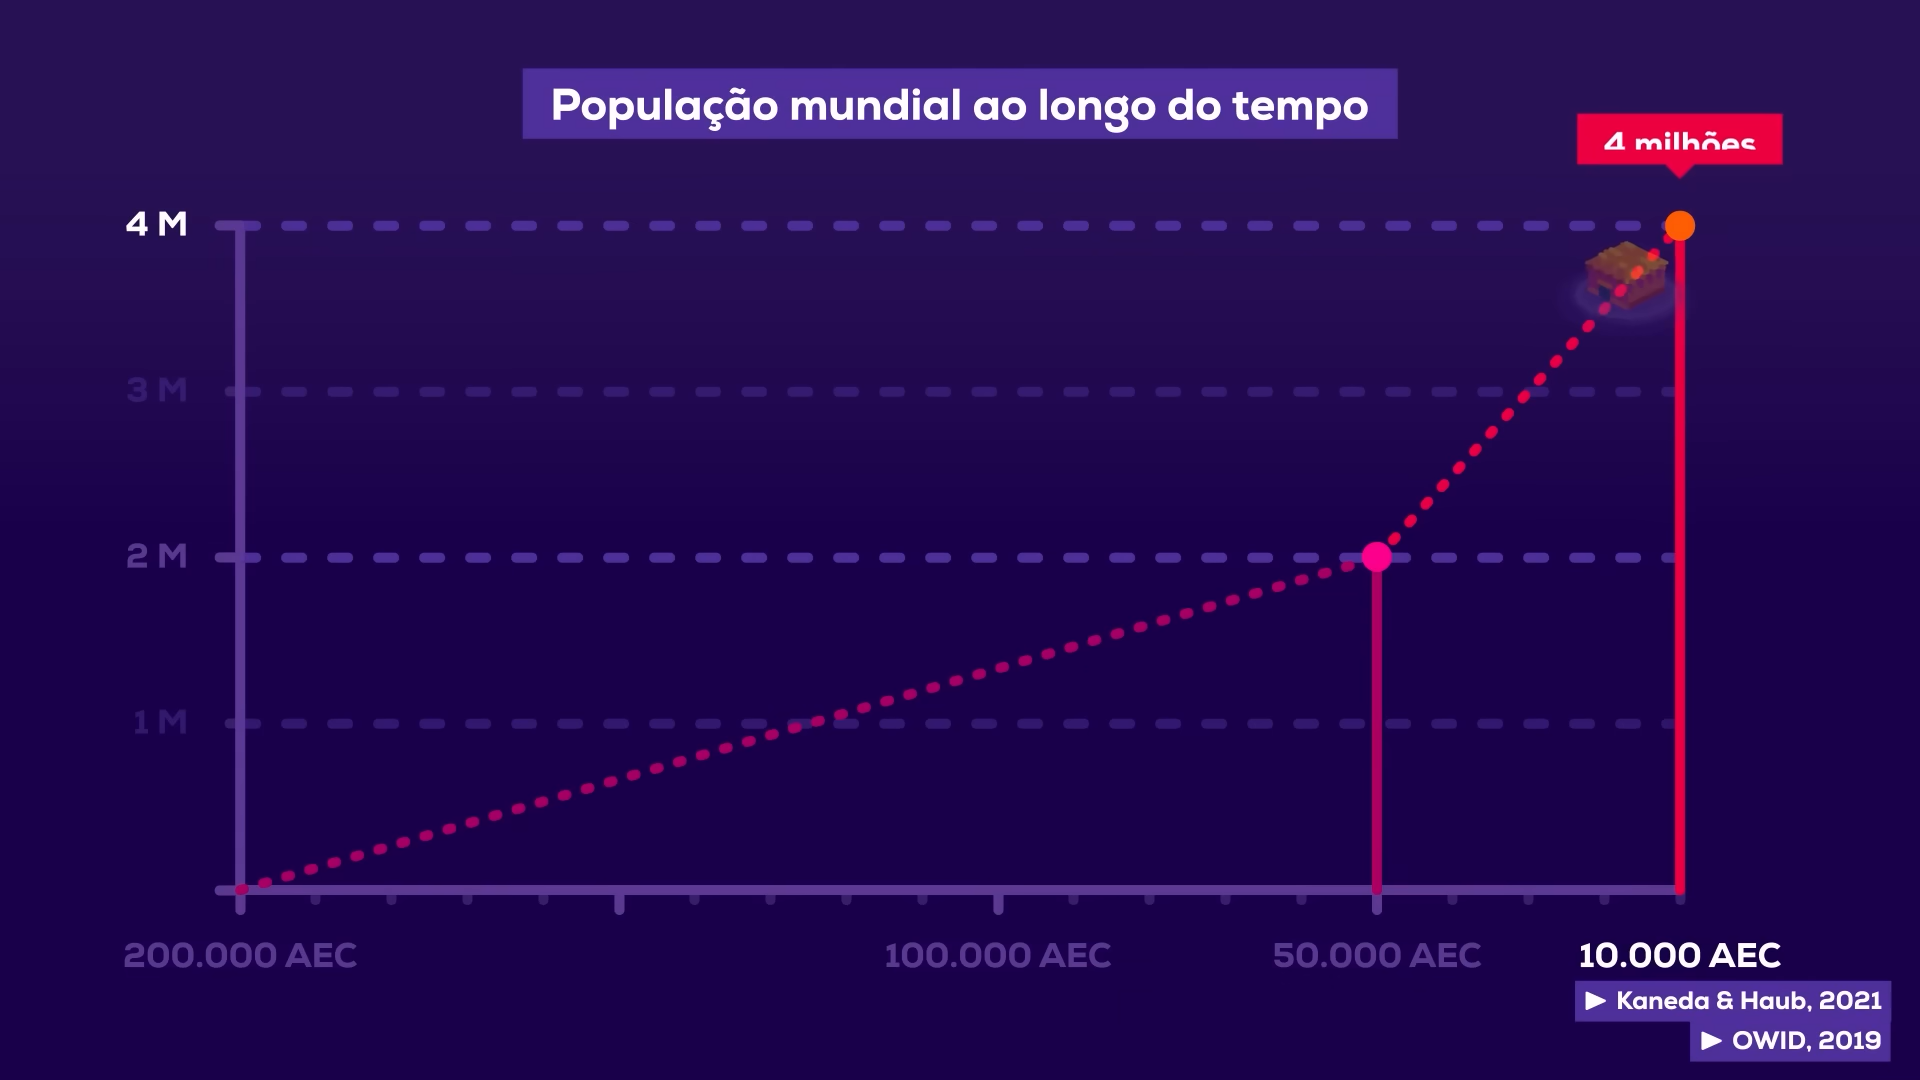 População mundial ao longo do tempo
4 milhões
4 M
3 M
2 M
1 M
200.000 AEC
100.000 AEC
50.000 AEC
10.000 AEC
► Kaneda & Haub, 2021
► OWID, 2019